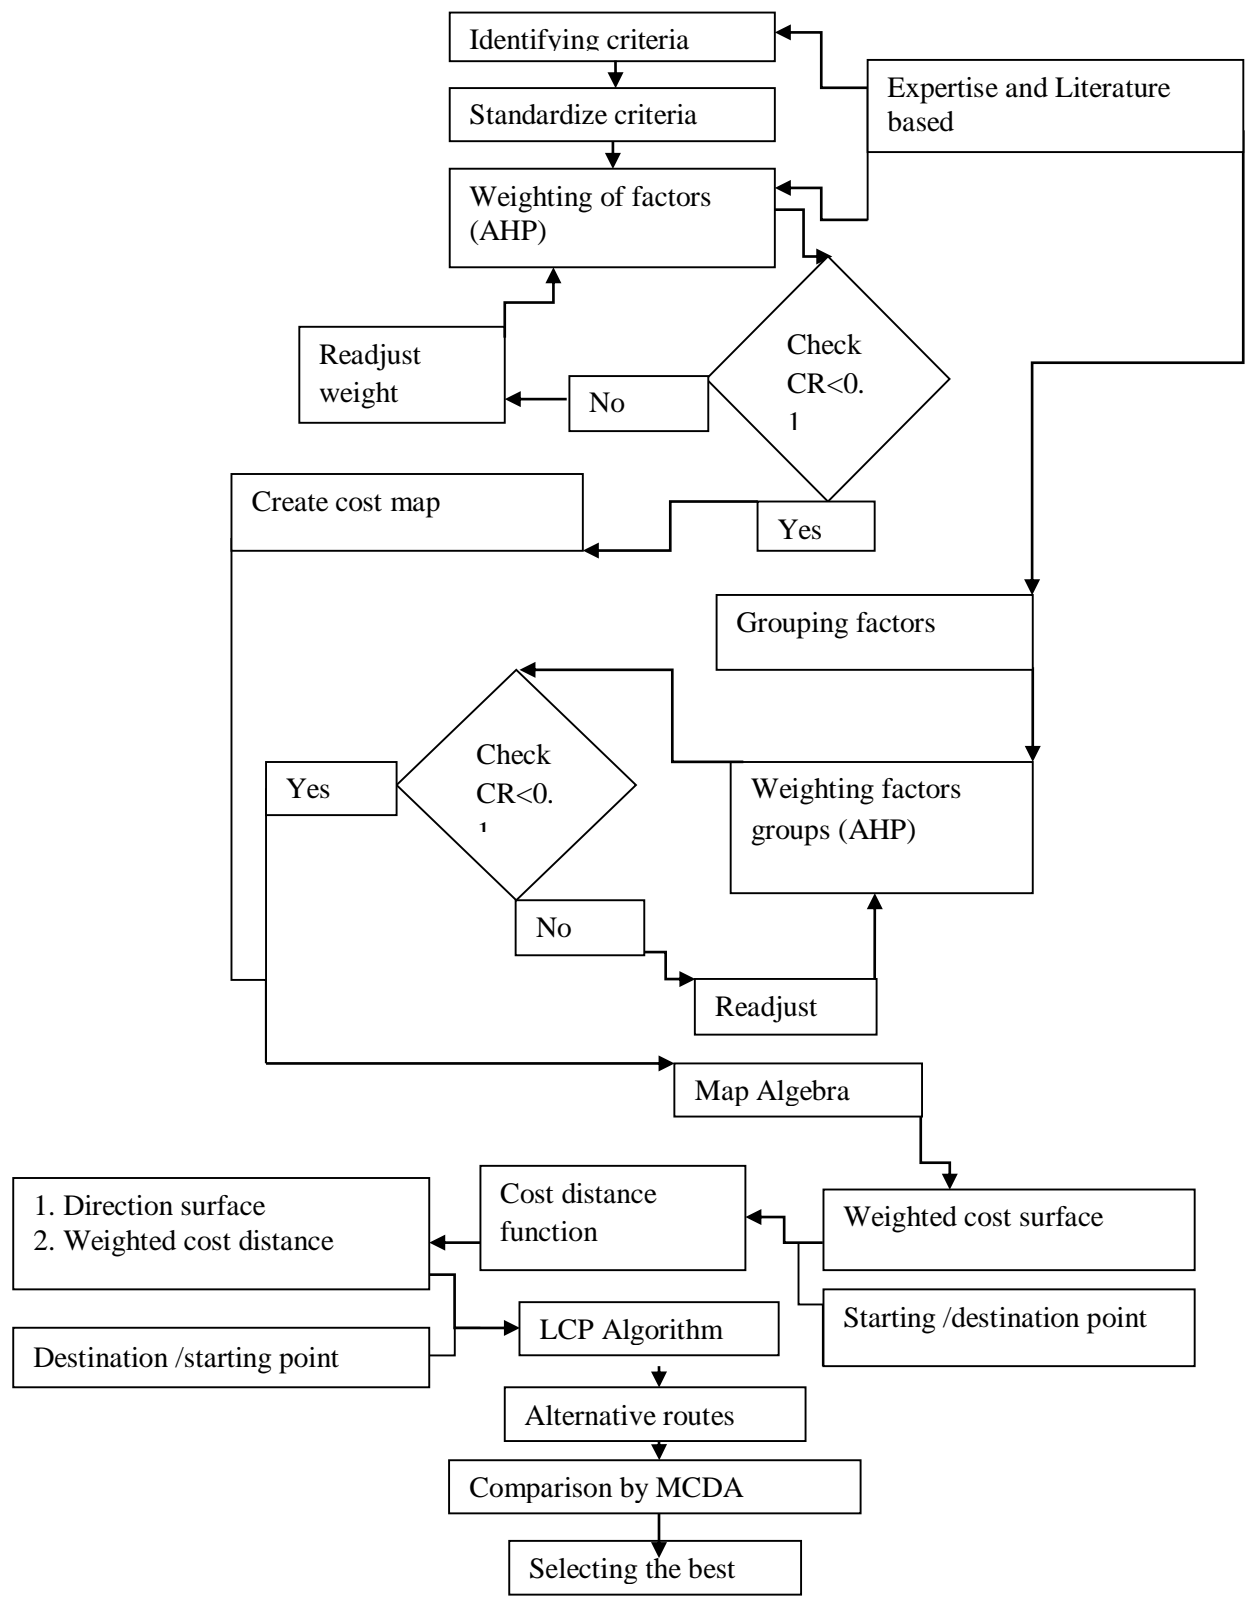 Identifying criteria
Expertise and Literature
based
Standardize criteria
Weighting of factors
(AHP)
Check
CR<0.
1
Readjust
weight
No
Create cost map
Yes
Grouping factors
Check
CR<0.
1
Yes
Weighting factors
groups (AHP)
No
Readjust
Map Algebra
1. Direction surface
2. Weighted cost distance
Cost distance
function
Weighted cost surface
Starting /destination point
LCP Algorithm
Destination /starting point
Alternative routes
Comparison by MCDA
Selecting the best